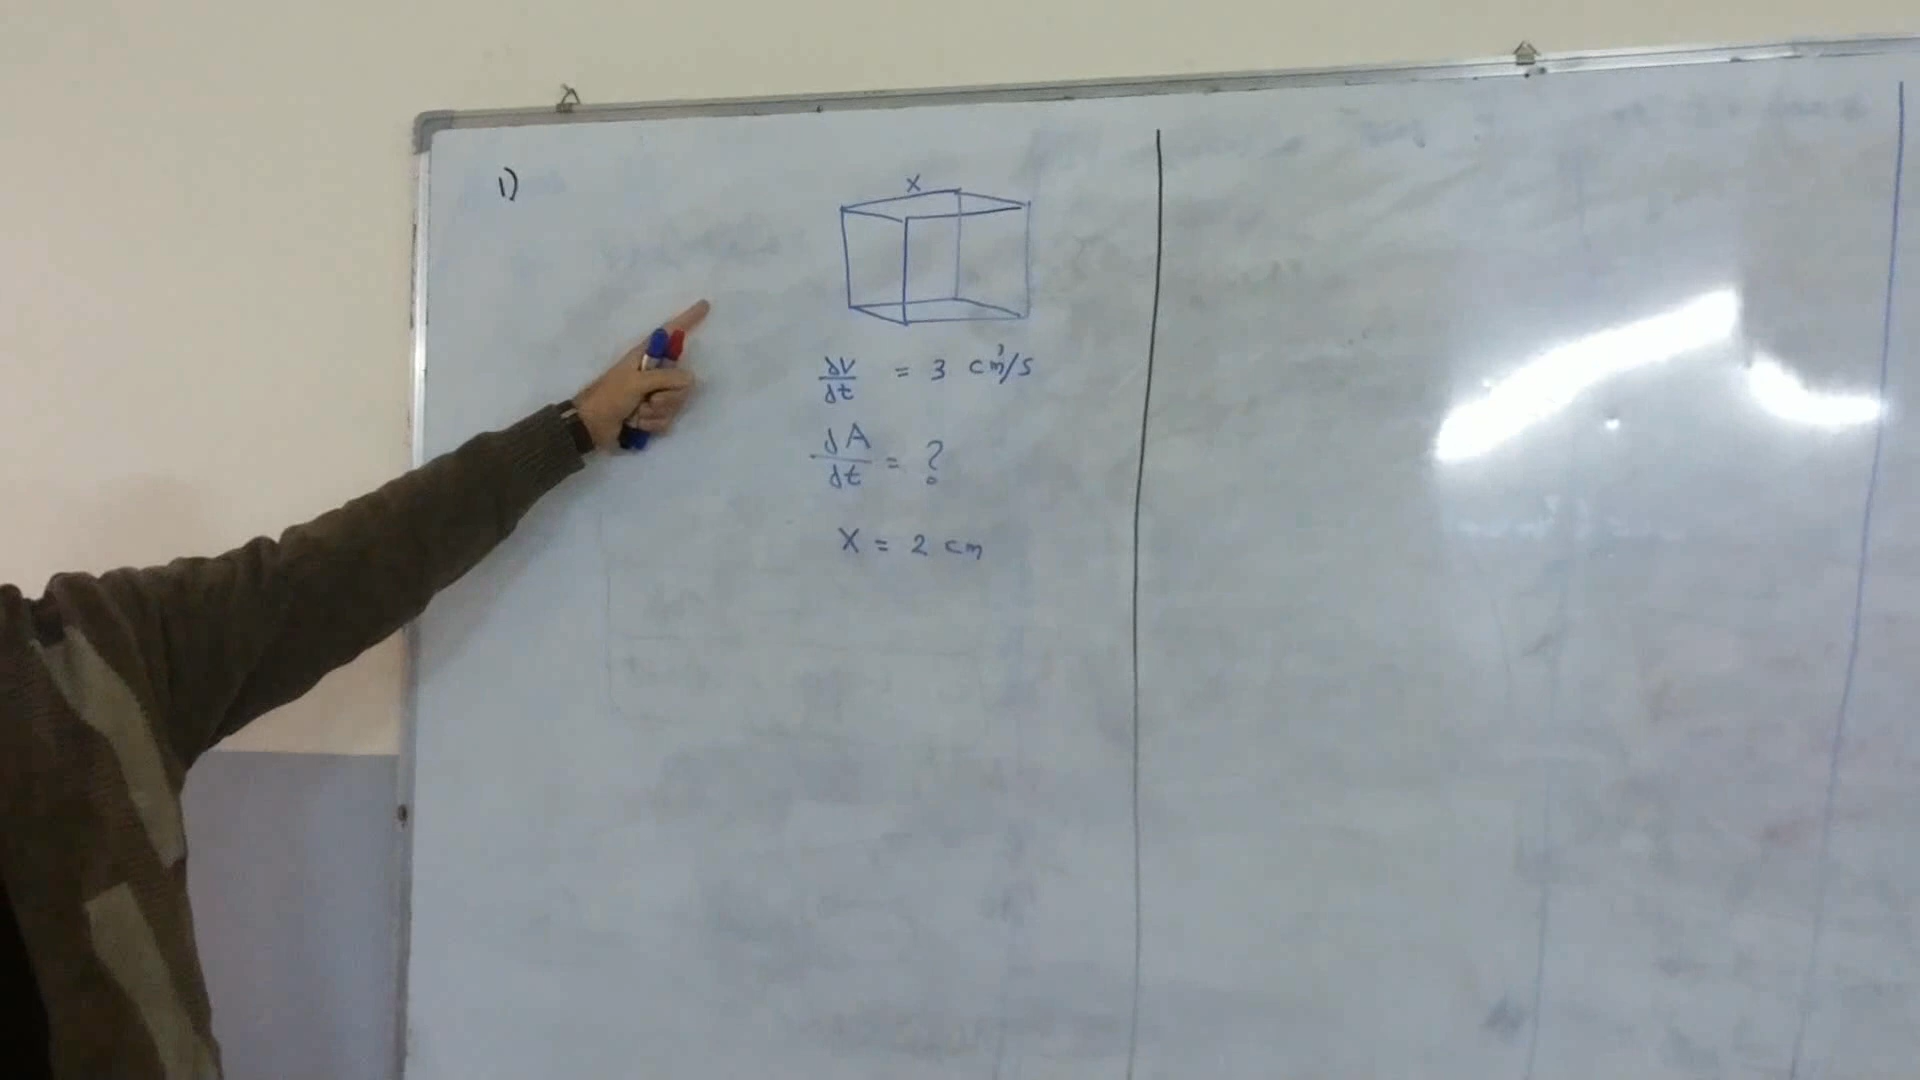 1)
x
dV/dt = 3 cm³/s
dA/dt = ?
x = 2 cm